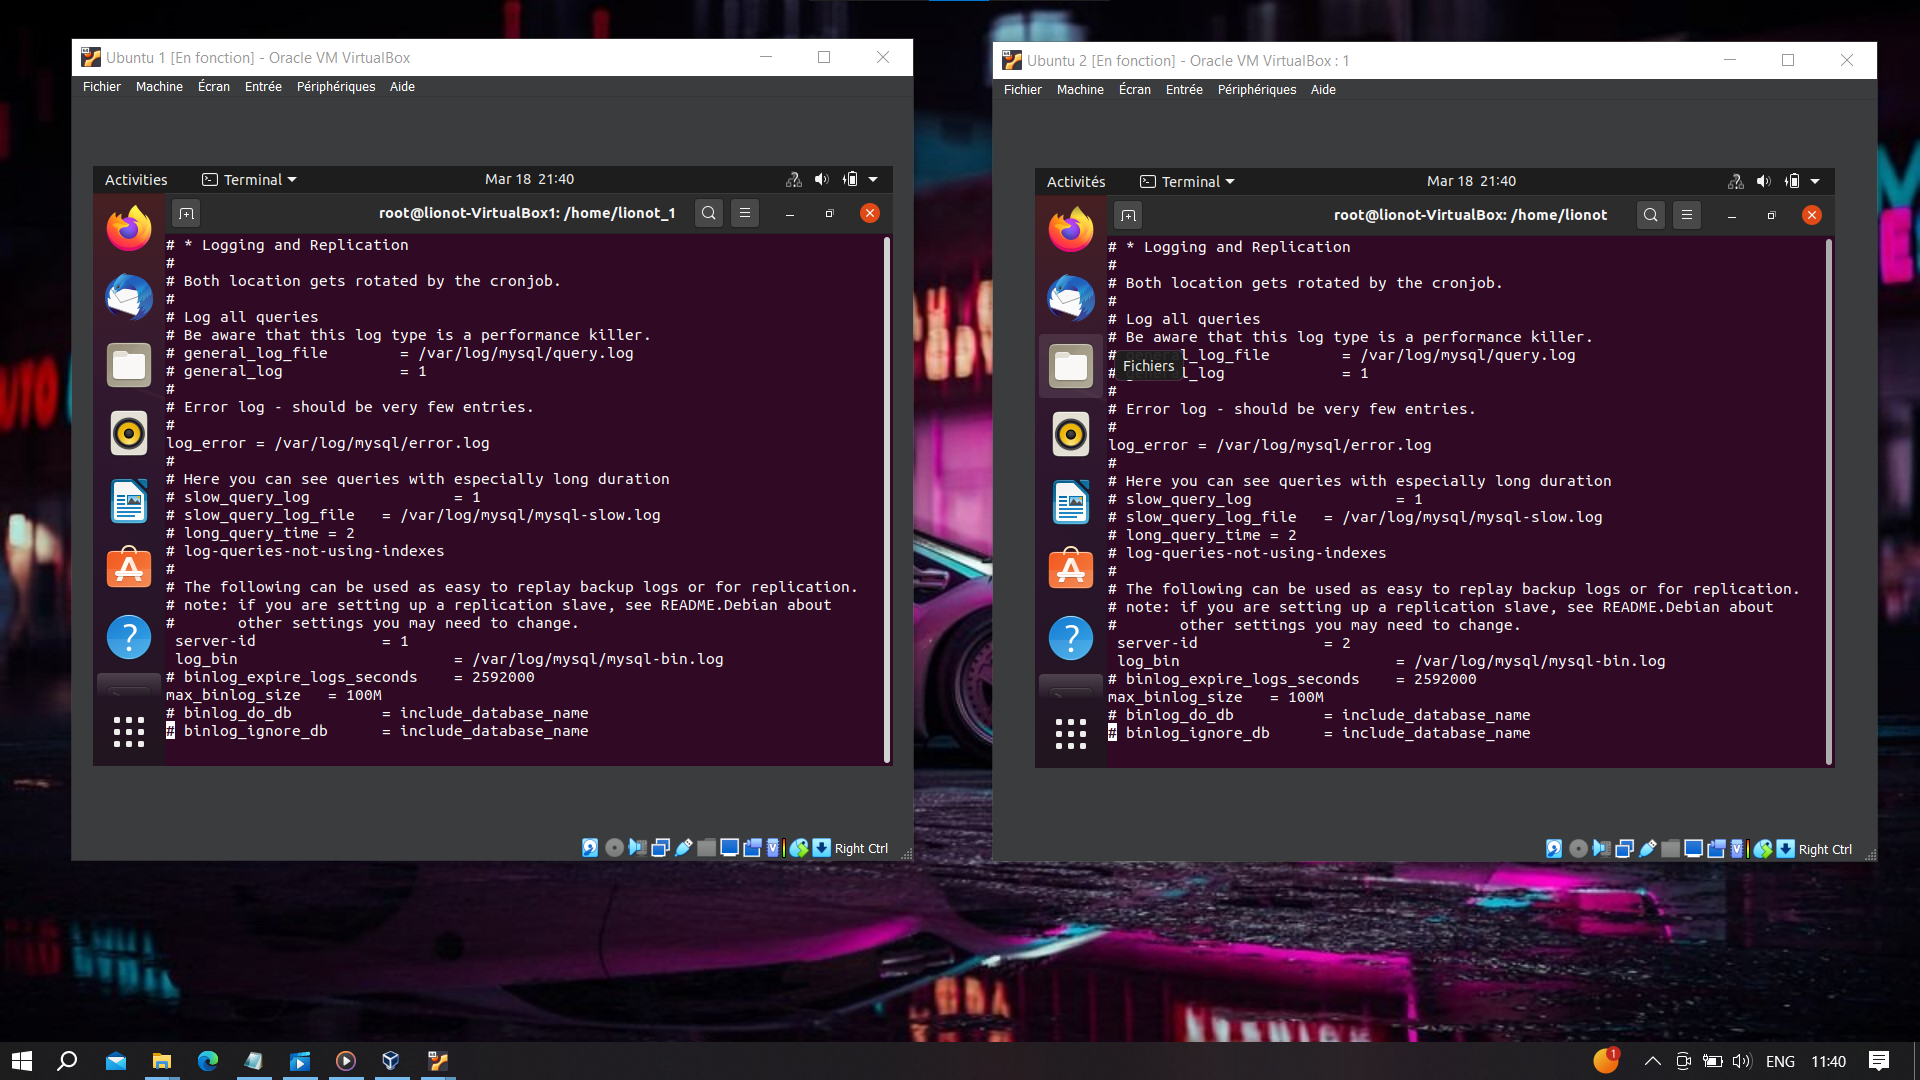 Ubuntu 1 [En fonction] - Oracle VM VirtualBox
Fichier Machine Écran Entrée Périphériques Aide
Activities Terminal Mar 18 21:40
root@lionot-VirtualBox1: /home/lionot_1
# * Logging and Replication
#
# Both location gets rotated by the cronjob.
#
# Log all queries
# Be aware that this log type is a performance killer.
# general_log_file        = /var/log/mysql/query.log
# general_log             = 1
#
# Error log - should be very few entries.
#
log_error = /var/log/mysql/error.log
#
# Here you can see queries with especially long duration
# slow_query_log                = 1
# slow_query_log_file   = /var/log/mysql/mysql-slow.log
# long_query_time = 2
# log-queries-not-using-indexes
#
# The following can be used as easy to replay backup logs or for replication.
# note: if you are setting up a replication slave, see README.Debian about
#       other settings you may need to change.
 server-id              = 1
 log_bin                        = /var/log/mysql/mysql-bin.log
# binlog_expire_logs_seconds    = 2592000
max_binlog_size   = 100M
# binlog_do_db          = include_database_name
# binlog_ignore_db      = include_database_name
Right Ctrl
Ubuntu 2 [En fonction] - Oracle VM VirtualBox : 1
Fichier Machine Écran Entrée Périphériques Aide
Activités Terminal Mar 18 21:40
root@lionot-VirtualBox: /home/lionot
# * Logging and Replication
#
# Both location gets rotated by the cronjob.
#
# Log all queries
# Be aware that this log type is a performance killer.
# general_log_file        = /var/log/mysql/query.log
Fichiers
# general_log             = 1
#
# Error log - should be very few entries.
#
log_error = /var/log/mysql/error.log
#
# Here you can see queries with especially long duration
# slow_query_log                = 1
# slow_query_log_file   = /var/log/mysql/mysql-slow.log
# long_query_time = 2
# log-queries-not-using-indexes
#
# The following can be used as easy to replay backup logs or for replication.
# note: if you are setting up a replication slave, see README.Debian about
#       other settings you may need to change.
 server-id              = 2
 log_bin                        = /var/log/mysql/mysql-bin.log
# binlog_expire_logs_seconds    = 2592000
max_binlog_size   = 100M
# binlog_do_db          = include_database_name
# binlog_ignore_db      = include_database_name
Right Ctrl
1 ENG 11:40